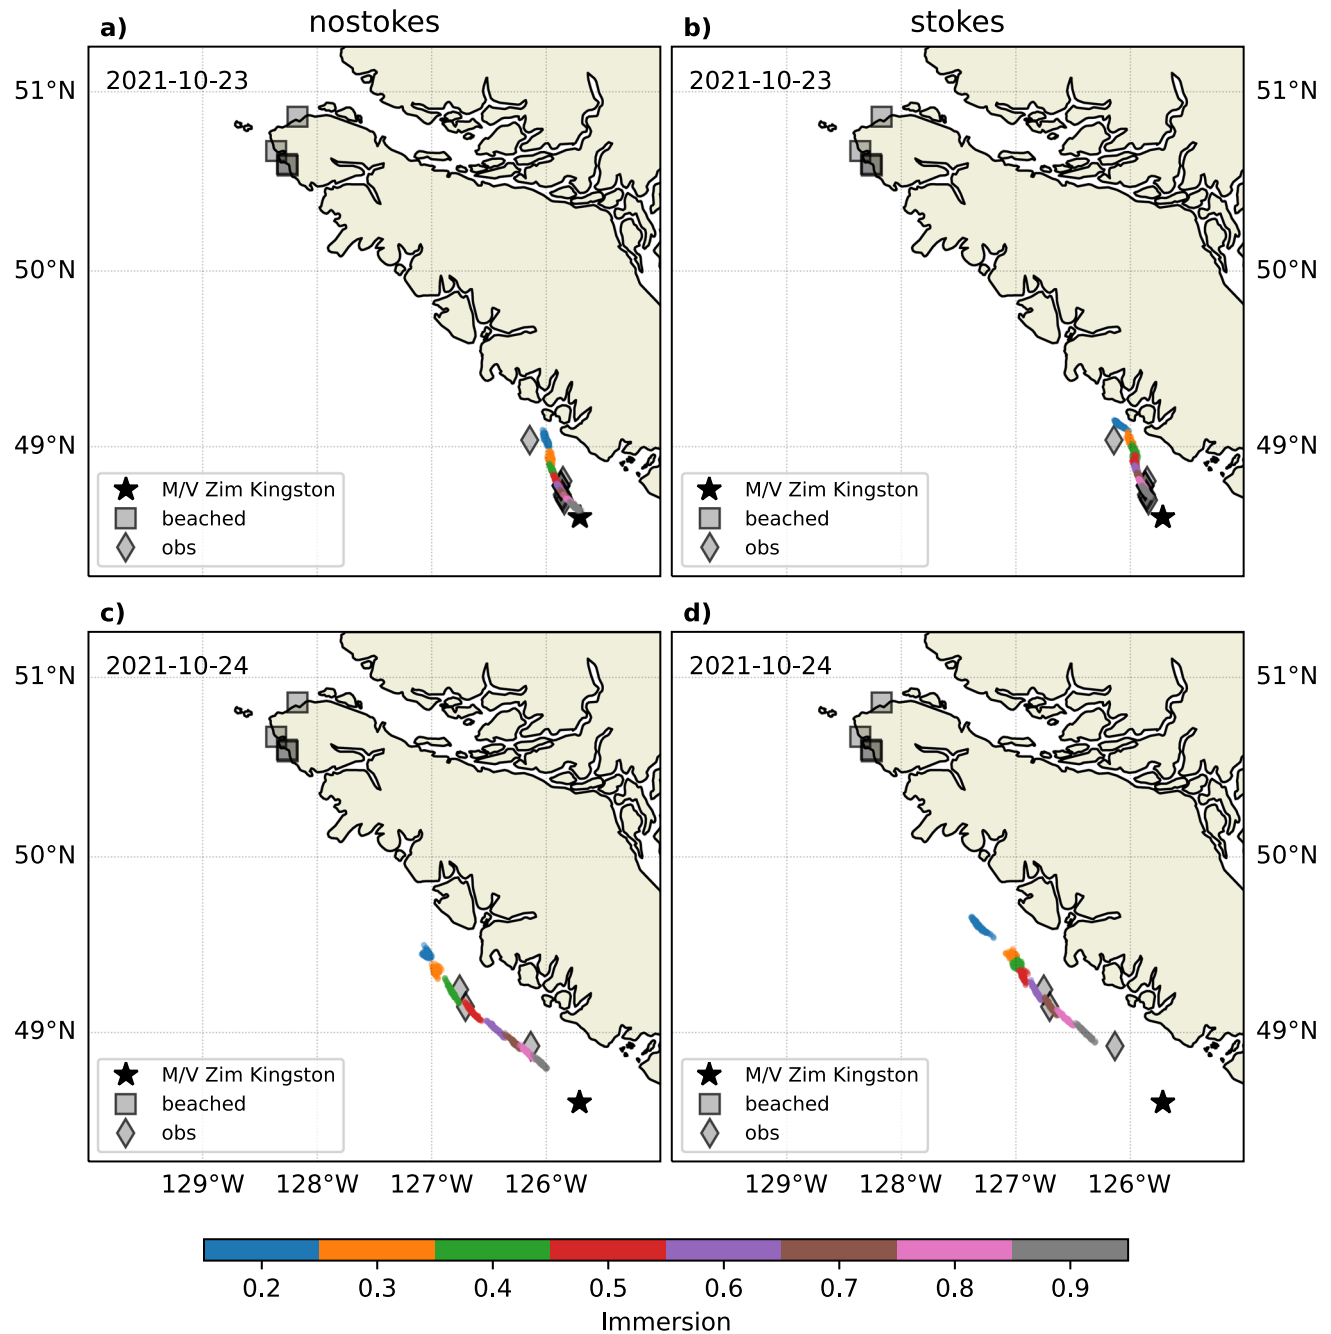 a) nostokes b) stokes
2021-10-23 2021-10-23
51°N 51°N
50°N 50°N
49°N 49°N
M/V Zim Kingston M/V Zim Kingston
beached beached
obs obs
c) d)
2021-10-24 2021-10-24
51°N 51°N
50°N 50°N
49°N 49°N
M/V Zim Kingston M/V Zim Kingston
beached beached
obs obs
129°W 128°W 127°W 126°W 129°W 128°W 127°W 126°W
0.2 0.3 0.4 0.5 0.6 0.7 0.8 0.9
Immersion